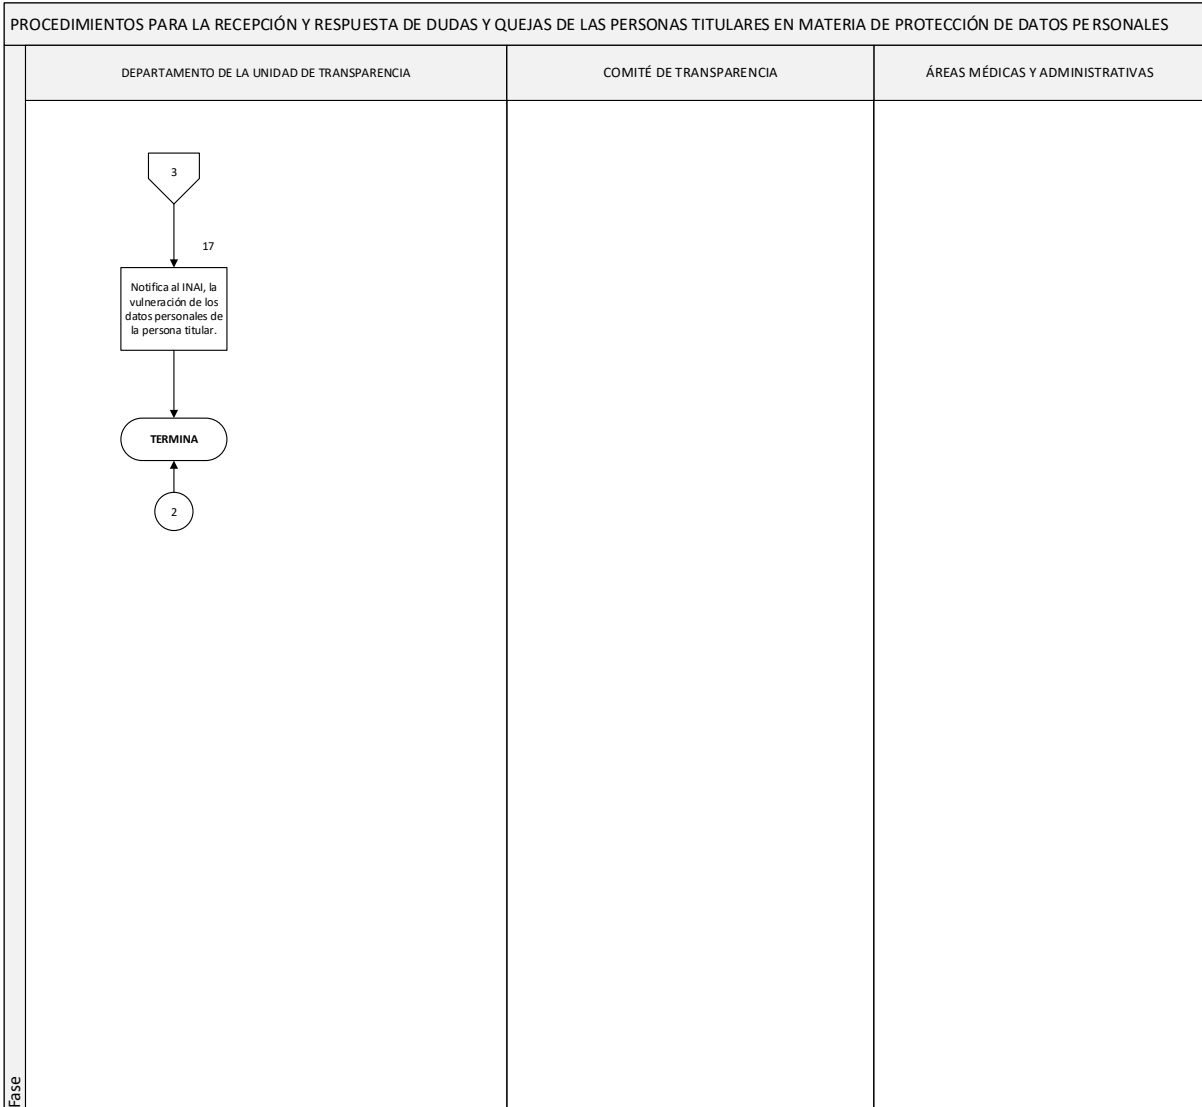 PROCEDIMIENTOS PARA LA RECEPCIÓN Y RESPUESTA DE DUDAS Y QUEJAS DE LAS PERSONAS TITULARES EN MATERIA DE PROTECCIÓN DE DATOS PERSONALES
DEPARTAMENTO DE LA UNIDAD DE TRANSPARENCIA
COMITÉ DE TRANSPARENCIA
ÁREAS MÉDICAS Y ADMINISTRATIVAS
3
17
Notifica al INAI, la
vulneración de los
datos personales de
la persona titular.
TERMINA
2
Fase